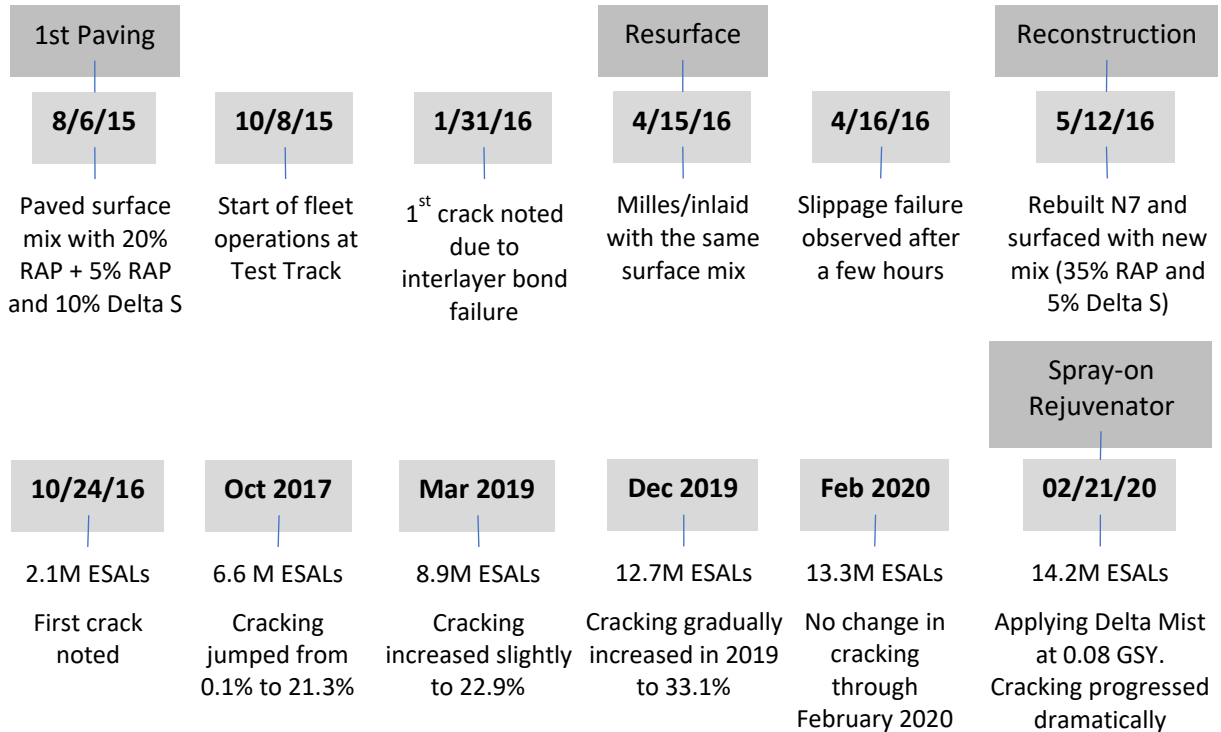 1st Paving
Resurface
Reconstruction
8/6/15
10/8/15
1/31/16
4/15/16
4/16/16
5/12/16
Paved surface
mix with 20%
RAP + 5% RAP
and 10% Delta S
Start of fleet
operations at
Test Track
1st crack noted
due to
interlayer bond
failure
Milles/inlaid
with the same
surface mix
Slippage failure
observed after
a few hours
Rebuilt N7 and
surfaced with new
mix (35% RAP and
5% Delta S)
Spray-on
Rejuvenator
10/24/16
Oct 2017
Mar 2019
Dec 2019
Feb 2020
02/21/20
2.1M ESALs
First crack
noted
6.6 M ESALs
Cracking
jumped from
0.1% to 21.3%
8.9M ESALs
Cracking
increased slightly
to 22.9%
12.7M ESALs
Cracking gradually
increased in 2019
to 33.1%
13.3M ESALs
No change in
cracking
through
February 2020
14.2M ESALs
Applying Delta Mist
at 0.08 GSY.
Cracking progressed
dramatically